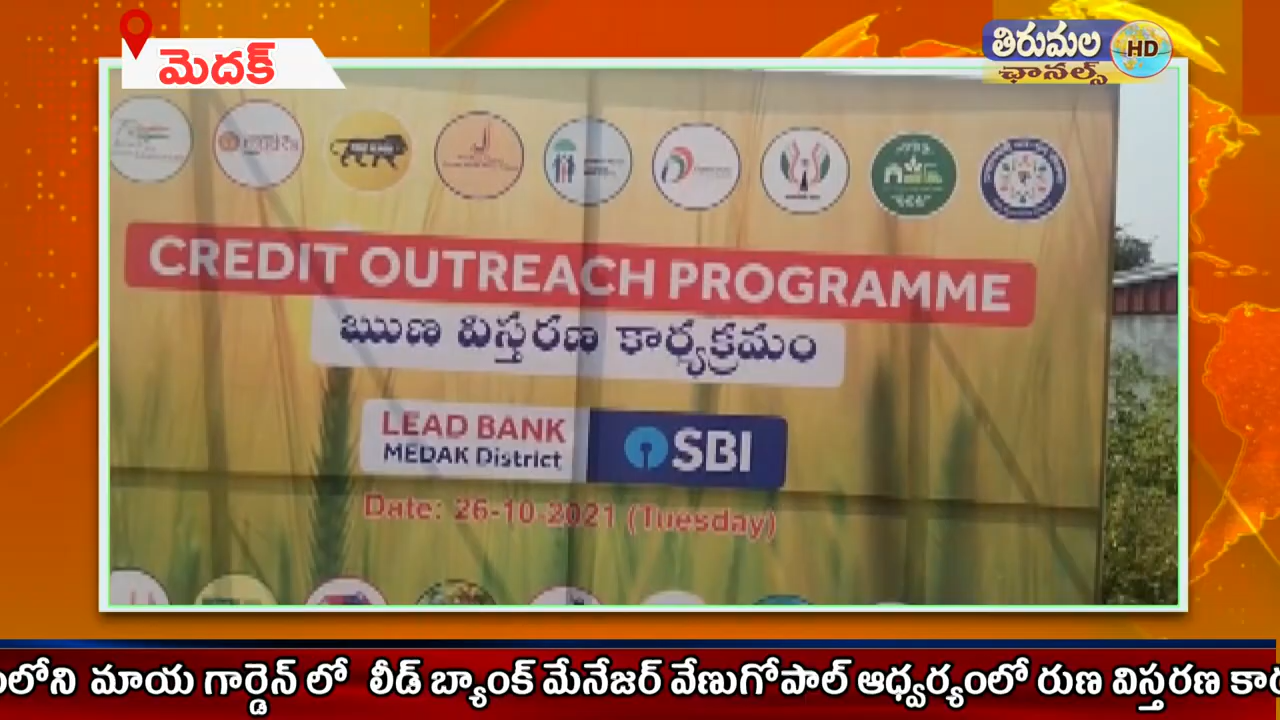 మెదక్
తిరుమల
ఛానల్స్
HD
CREDIT OUTREACH PROGRAMME
ఋణ విస్తరణ కార్యక్రమం
LEAD BANK
MEDAK District
SBI
Date: 26-10-2021 (Tuesday)
లోని మాయ గార్డెన్ లో లీడ్ బ్యాంక్ మేనేజర్ వేణుగోపాల్ ఆధ్వర్యంలో రుణ విస్తరణ